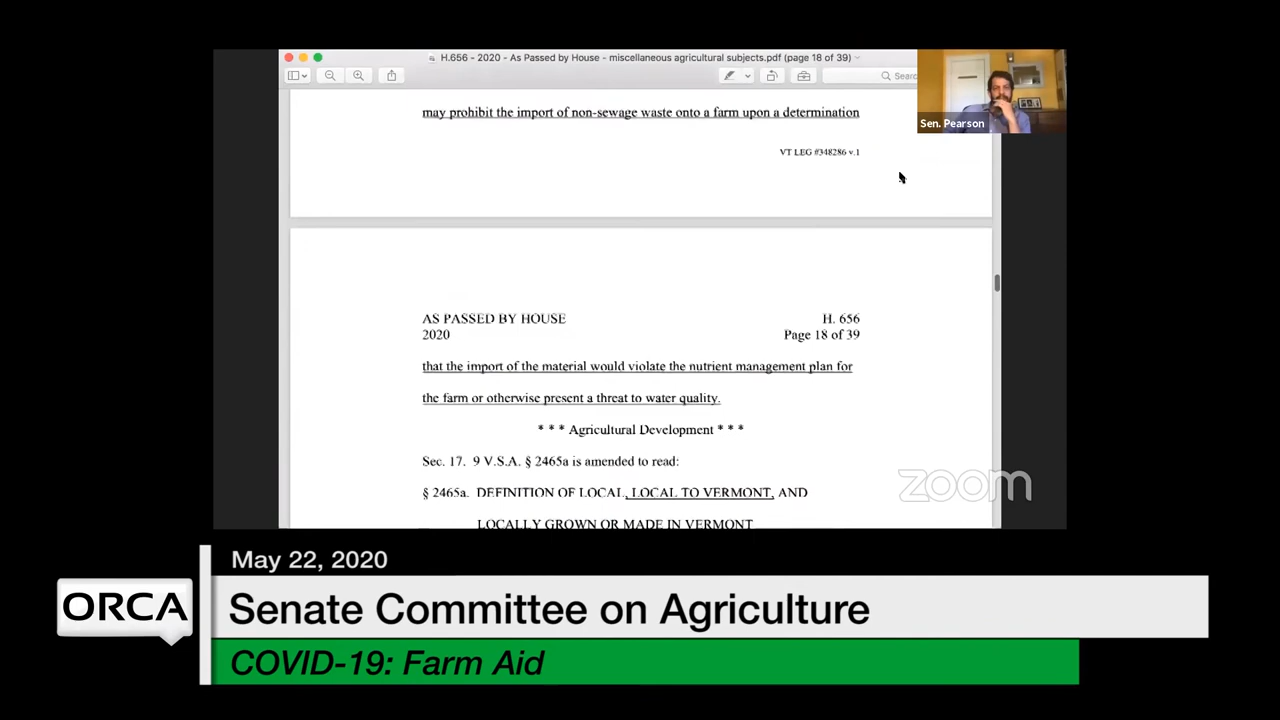 H.656 - 2020 - As Passed by House - miscellaneous agricultural subjects.pdf (page 18 of 39)
Searc
may prohibit the import of non-sewage waste onto a farm upon a determination
Sen. Pearson
VT LEG #348286 v.1
AS PASSED BY HOUSE H. 656
2020 Page 18 of 39
that the import of the material would violate the nutrient management plan for
the farm or otherwise present a threat to water quality.
* * * Agricultural Development * * *
Sec. 17. 9 V.S.A. § 2465a is amended to read:
§ 2465a. DEFINITION OF LOCAL, LOCAL TO VERMONT, AND
LOCALLY GROWN OR MADE IN VERMONT
zoom
May 22, 2020
ORCA
Senate Committee on Agriculture
COVID-19: Farm Aid